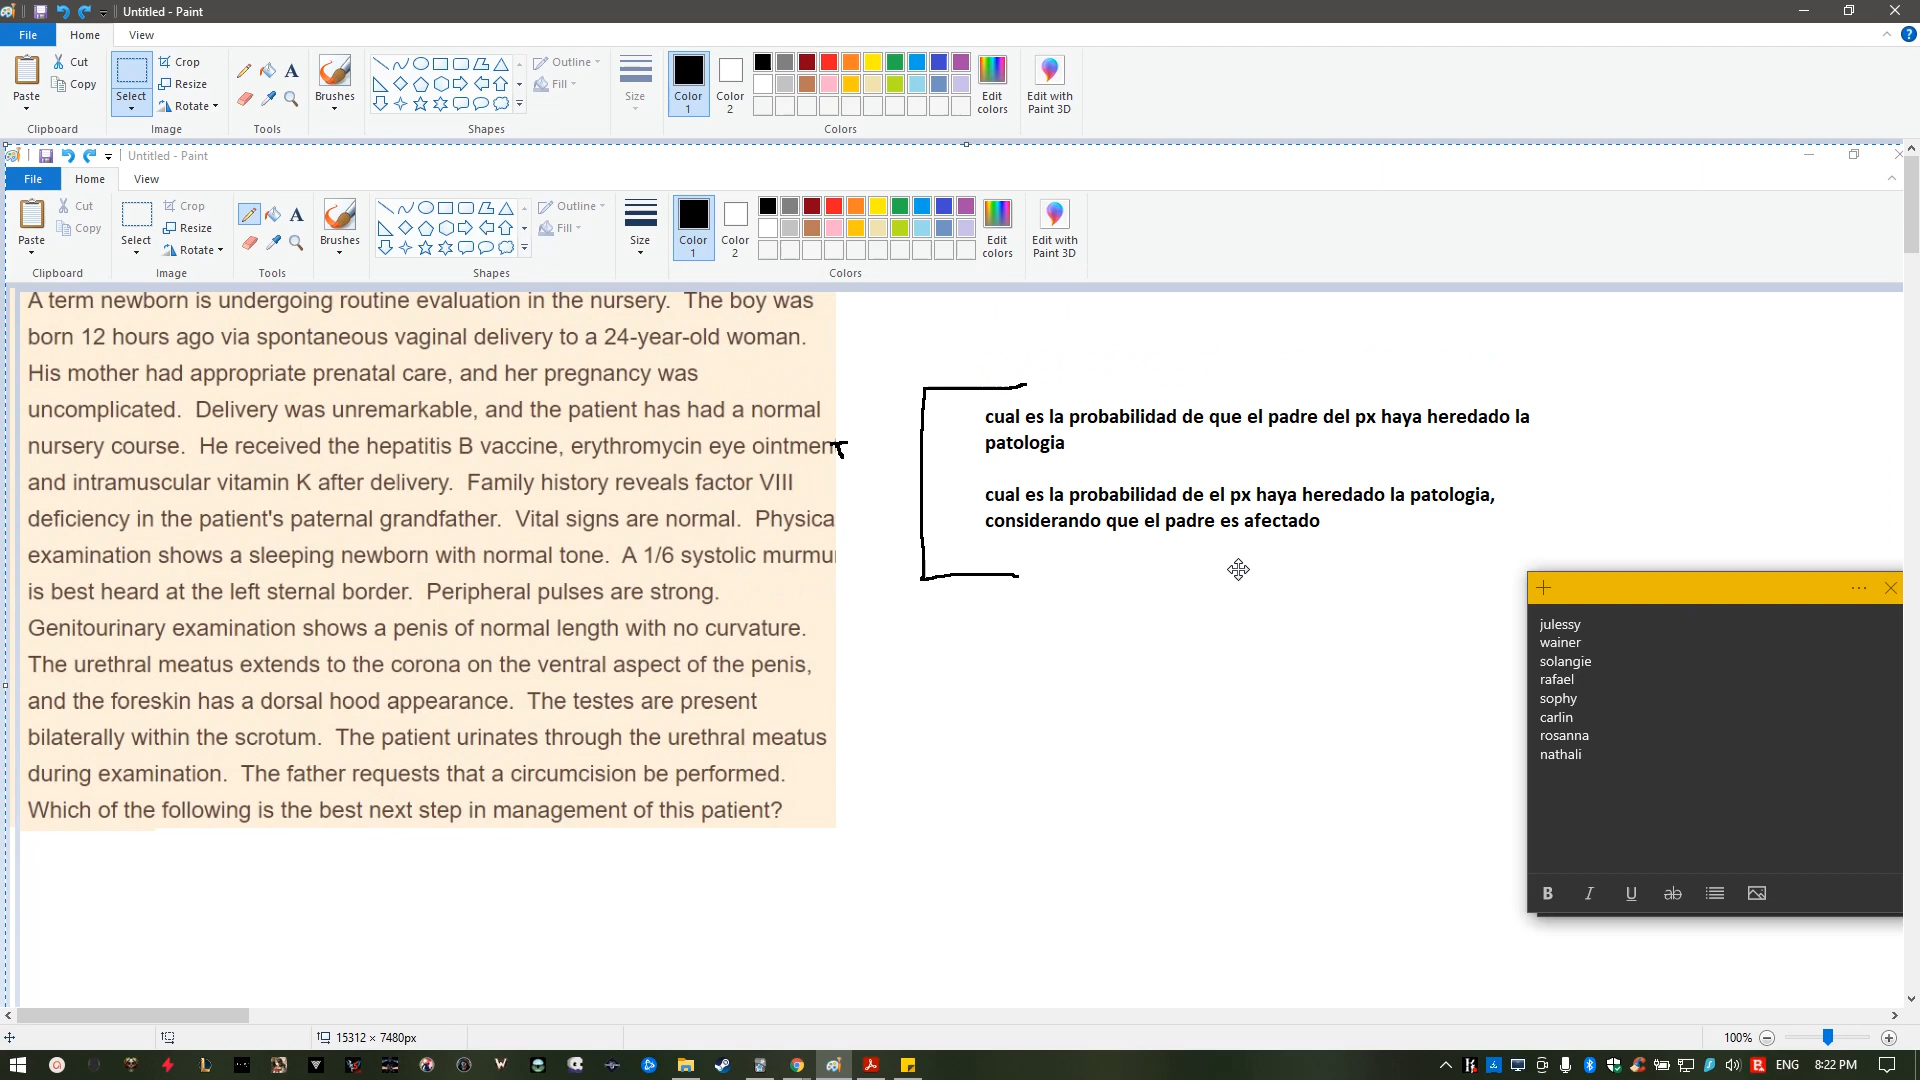 Untitled - Paint
File Home View
Cut
Copy
Paste
Crop
Resize
Rotate
Select
Brushes
Outline
Fill
Size
Color 1
Color 2
Edit colors
Edit with Paint 3D
Clipboard
Image
Tools
Shapes
Colors
Untitled - Paint
File Home View
Cut
Copy
Paste
Crop
Resize
Rotate
Select
Brushes
Outline
Fill
Size
Color 1
Color 2
Edit colors
Edit with Paint 3D
Clipboard
Image
Tools
Shapes
Colors
A term newborn is undergoing routine evaluation in the nursery. The boy was
born 12 hours ago via spontaneous vaginal delivery to a 24-year-old woman.
His mother had appropriate prenatal care, and her pregnancy was
uncomplicated. Delivery was unremarkable, and the patient has had a normal
nursery course. He received the hepatitis B vaccine, erythromycin eye ointmen
and intramuscular vitamin K after delivery. Family history reveals factor VIII
deficiency in the patient's paternal grandfather. Vital signs are normal. Physica
examination shows a sleeping newborn with normal tone. A 1/6 systolic murmur
is best heard at the left sternal border. Peripheral pulses are strong.
Genitourinary examination shows a penis of normal length with no curvature.
The urethral meatus extends to the corona on the ventral aspect of the penis,
and the foreskin has a dorsal hood appearance. The testes are present
bilaterally within the scrotum. The patient urinates through the urethral meatus
during examination. The father requests that a circumcision be performed.
Which of the following is the best next step in management of this patient?
cual es la probabilidad de que el padre del px haya heredado la
patologia
cual es la probabilidad de el px haya heredado la patologia,
considerando que el padre es afectado
julessy
wainer
solangie
rafael
sophy
carlin
rosanna
nathali
B I U ab
15312 × 7480px
100%
ENG
8:22 PM